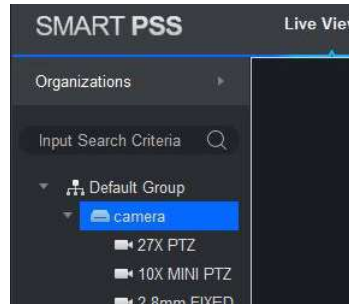 SMART PSS
Live View
Organizations
Input Search Criteria
Default Group
camera
27X PTZ
10X MINI PTZ
2.8mm FIXED